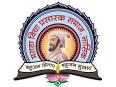 मराठा विद्या प्रसारक समाज नाशिक
बहुजन हिताय
बहुजन सुखाय